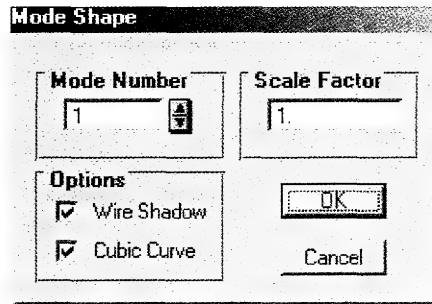 Mode Shape
Mode Number
1
Scale Factor
1.
Options
Wire Shadow
Cubic Curve
OK
Cancel